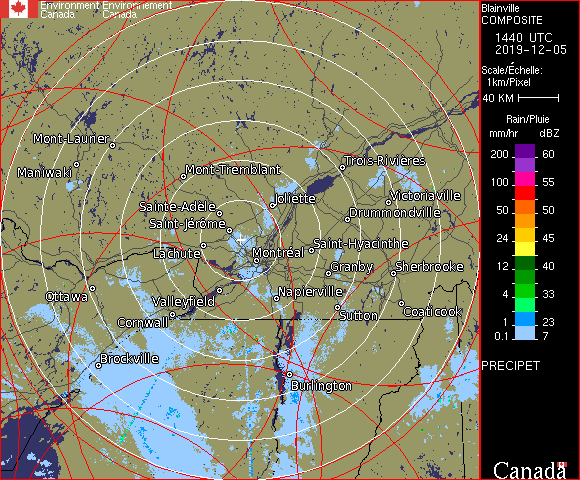 Environment Environnement
Canada Canada
Blainville
COMPOSITE
1440 UTC
2019-12-05
Scale/Échelle:
1km/Pixel
40 KM
Rain/Pluie
mm/hr dBZ
200 60
100 55
50 50
24 45
12 40
4 33
1 23
0.1 7
PRECIPET
Canada
Mont-Laurier
Maniwaki
Mont-Tremblant
Trois-Rivières
Joliette
Victoriaville
Sainte-Adèle
Drummondville
Saint-Jérôme
Lachute
Montréal
Saint-Hyacinthe
Granby
Sherbrooke
Ottawa
Valleyfield
Napierville
Cornwall
Sutton
Coaticook
Brockville
Burlington